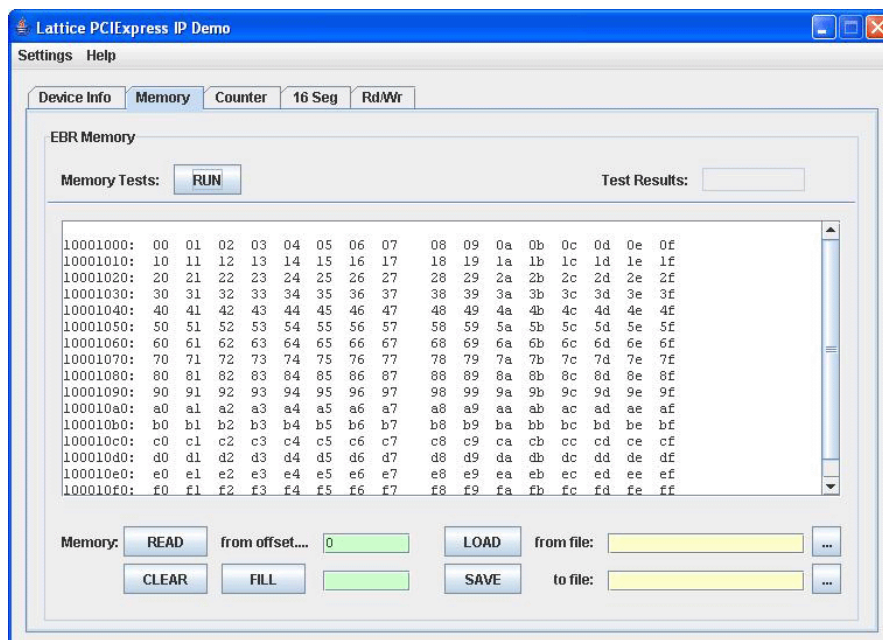 Lattice PCIExpress IP Demo
Settings Help
Device Info Memory Counter 16 Seg Rd/Wr
EBR Memory
Memory Tests: RUN Test Results:
10001000: 00 01 02 03 04 05 06 07 08 09 0a 0b 0c 0d 0e 0f
10001010: 10 11 12 13 14 15 16 17 18 19 1a 1b 1c 1d 1e 1f
10001020: 20 21 22 23 24 25 26 27 28 29 2a 2b 2c 2d 2e 2f
10001030: 30 31 32 33 34 35 36 37 38 39 3a 3b 3c 3d 3e 3f
10001040: 40 41 42 43 44 45 46 47 48 49 4a 4b 4c 4d 4e 4f
10001050: 50 51 52 53 54 55 56 57 58 59 5a 5b 5c 5d 5e 5f
10001060: 60 61 62 63 64 65 66 67 68 69 6a 6b 6c 6d 6e 6f
10001070: 70 71 72 73 74 75 76 77 78 79 7a 7b 7c 7d 7e 7f
10001080: 80 81 82 83 84 85 86 87 88 89 8a 8b 8c 8d 8e 8f
10001090: 90 91 92 93 94 95 96 97 98 99 9a 9b 9c 9d 9e 9f
100010a0: a0 a1 a2 a3 a4 a5 a6 a7 a8 a9 aa ab ac ad ae af
100010b0: b0 b1 b2 b3 b4 b5 b6 b7 b8 b9 ba bb bc bd be bf
100010c0: c0 c1 c2 c3 c4 c5 c6 c7 c8 c9 ca cb cc cd ce cf
100010d0: d0 d1 d2 d3 d4 d5 d6 d7 d8 d9 da db dc dd de df
100010e0: e0 e1 e2 e3 e4 e5 e6 e7 e8 e9 ea eb ec ed ee ef
100010f0: f0 f1 f2 f3 f4 f5 f6 f7 f8 f9 fa fb fc fd fe ff
Memory: READ from offset.... 0 LOAD from file: ...
CLEAR FILL SAVE to file: ...